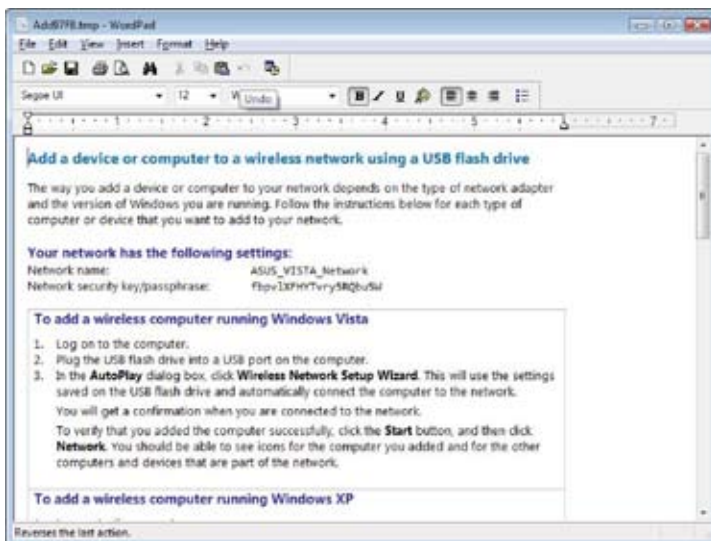 Add87F8.tmp - WordPad
File Edit View Insert Format Help
Segoe UI 12 W Undo B U
1 2 3 4 5 7
Add a device or computer to a wireless network using a USB flash drive
The way you add a device or computer to your network depends on the type of network adapter
and the version of Windows you are running. Follow the instructions below for each type of
computer or device that you want to add to your network.
Your network has the following settings:
Network name: ASUS_VISTA_Network
Network security key/passphrase:
To add a wireless computer running Windows Vista
1. Log on to the computer.
2. Plug the USB flash drive into a USB port on the computer.
3. In the AutoPlay dialog box, click Wireless Network Setup Wizard. This will use the settings
saved on the USB flash drive and automatically connect the computer to the network.
You will get a confirmation when you are connected to the network.
To verify that you added the computer successfully, click the Start button, and then click
Network. You should be able to see icons for the computer you added and for the other
computers and devices that are part of the network.
To add a wireless computer running Windows XP
Reverses the last action.